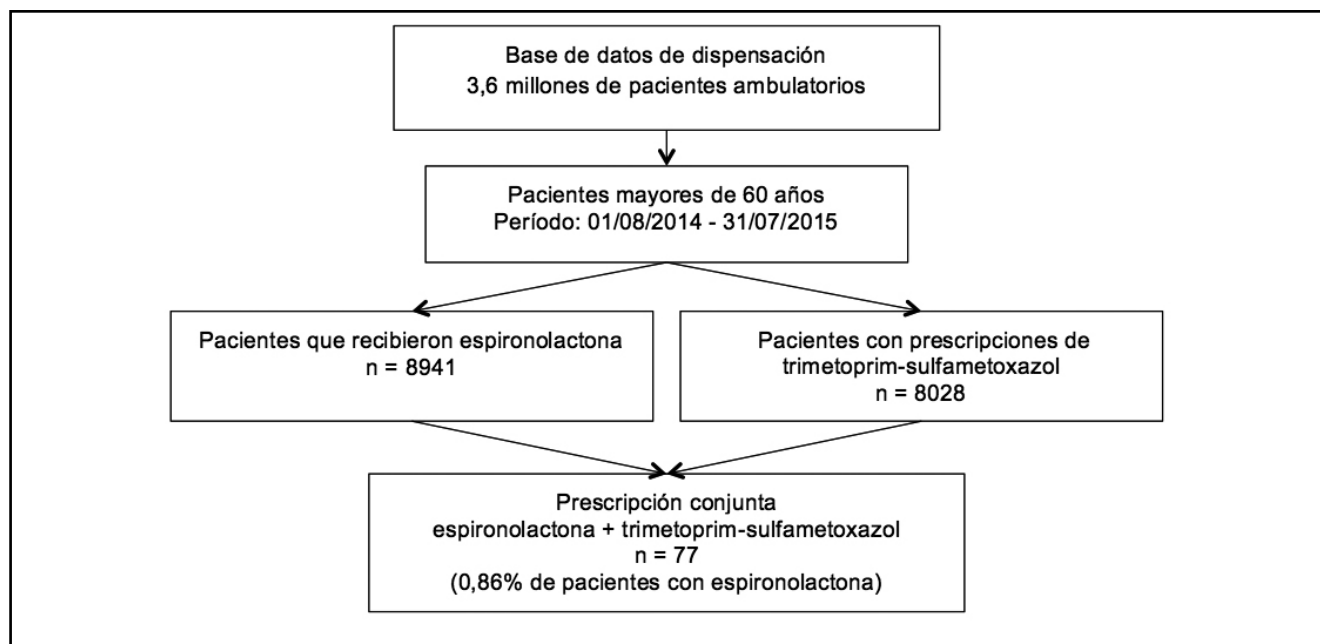 Base de datos de dispensación
3,6 millones de pacientes ambulatorios
Pacientes mayores de 60 años
Período: 01/08/2014 - 31/07/2015
Pacientes que recibieron espironolactona
n = 8941
Pacientes con prescripciones de
trimetoprim-sulfametoxazol
n = 8028
Prescripción conjunta
espironolactona + trimetoprim-sulfametoxazol
n = 77
(0,86% de pacientes con espironolactona)